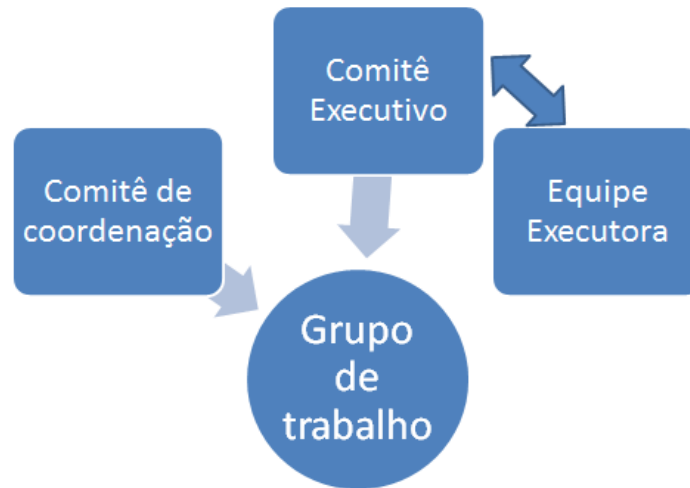 Comitê
Executivo
Comitê de
coordenação
Equipe
Executora
Grupo
de
trabalho